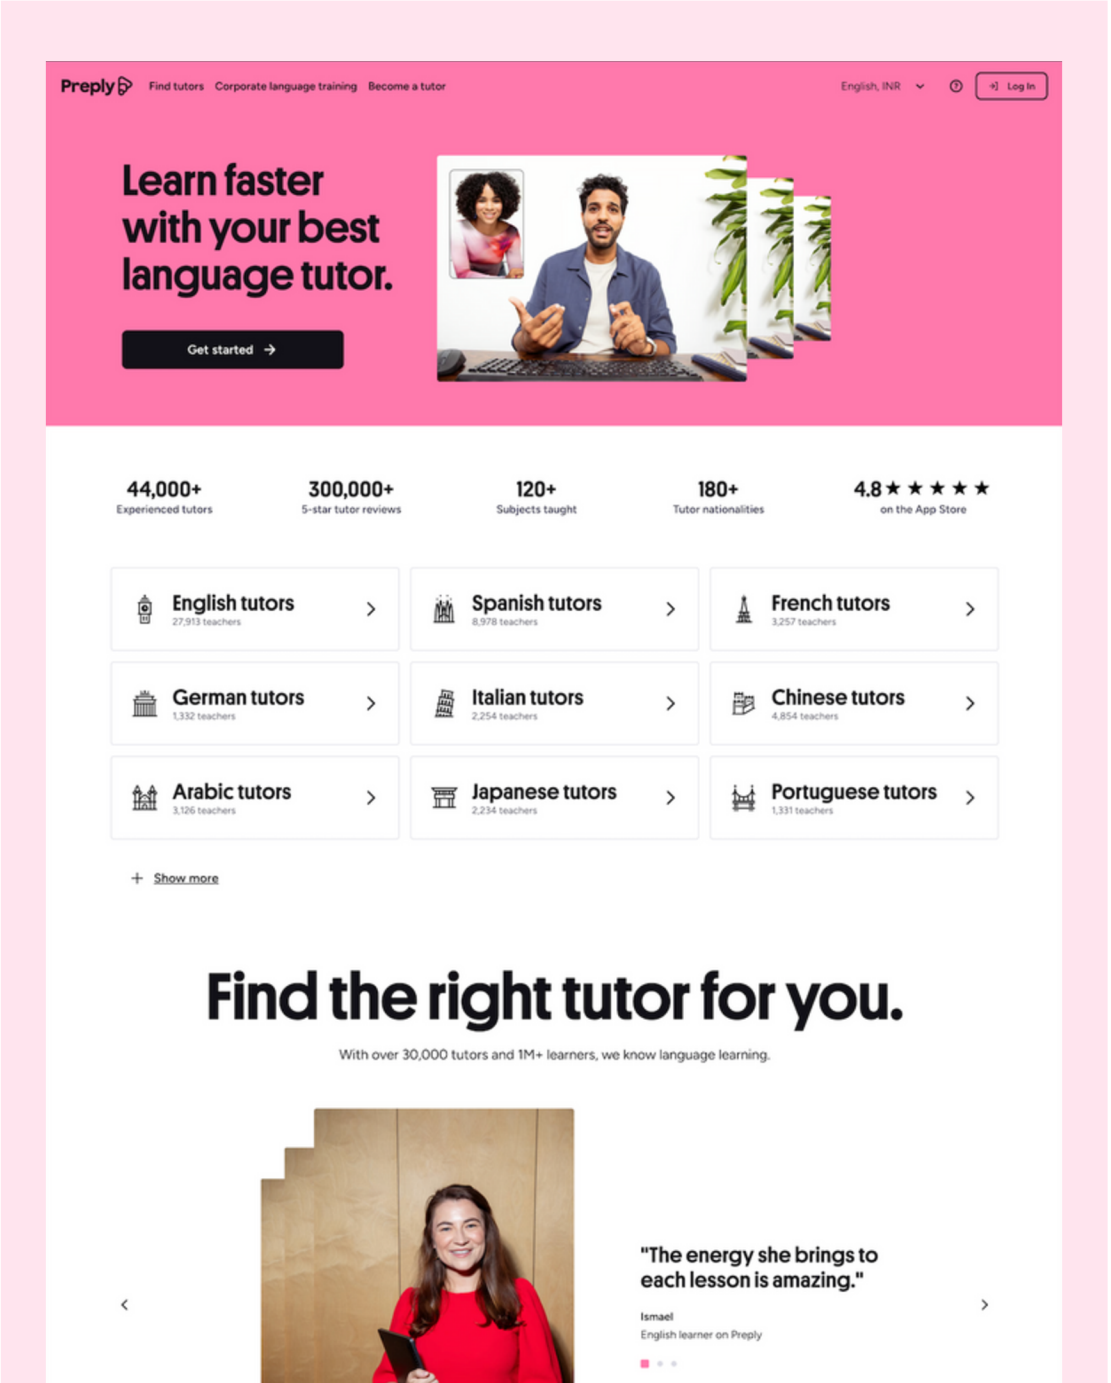 Preply
Find tutors
Corporate language training
Become a tutor
English, INR
Log In
Learn faster
with your best
language tutor.
Get started
44,000+
Experienced tutors
300,000+
5-star tutor reviews
120+
Subjects taught
180+
Tutor nationalities
4.8★★★★★
on the App Store
English tutors
27,913 teachers
Spanish tutors
8,978 teachers
French tutors
3,257 teachers
German tutors
1,332 teachers
Italian tutors
2,254 teachers
Chinese tutors
4,854 teachers
Arabic tutors
3,126 teachers
Japanese tutors
2,234 teachers
Portuguese tutors
1,331 teachers
Show more
Find the right tutor for you.
With over 30,000 tutors and 1M+ learners, we know language learning.
"The energy she brings to
each lesson is amazing."
Ismael
English learner on Preply